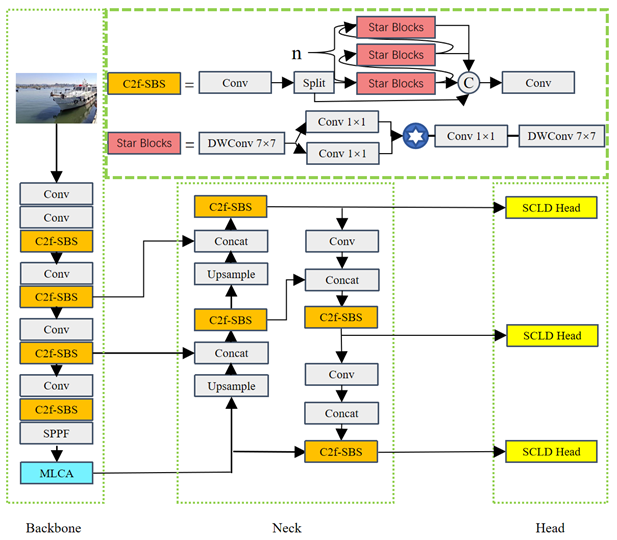 Star Blocks
n
Star Blocks
C2f-SBS = Conv Split Star Blocks C Conv
Conv 1×1
Star Blocks = DWConv 7×7 Conv 1×1 DWConv 7×7
Conv 1×1
Conv
Conv
C2f-SBS
Conv
C2f-SBS
Conv
C2f-SBS
Conv
C2f-SBS
SPPF
MLCA
Backbone
C2f-SBS
Concat
Upsample
C2f-SBS
Concat
Upsample
Conv
Concat
C2f-SBS
Conv
Concat
C2f-SBS
Neck
SCLD Head
SCLD Head
SCLD Head
Head